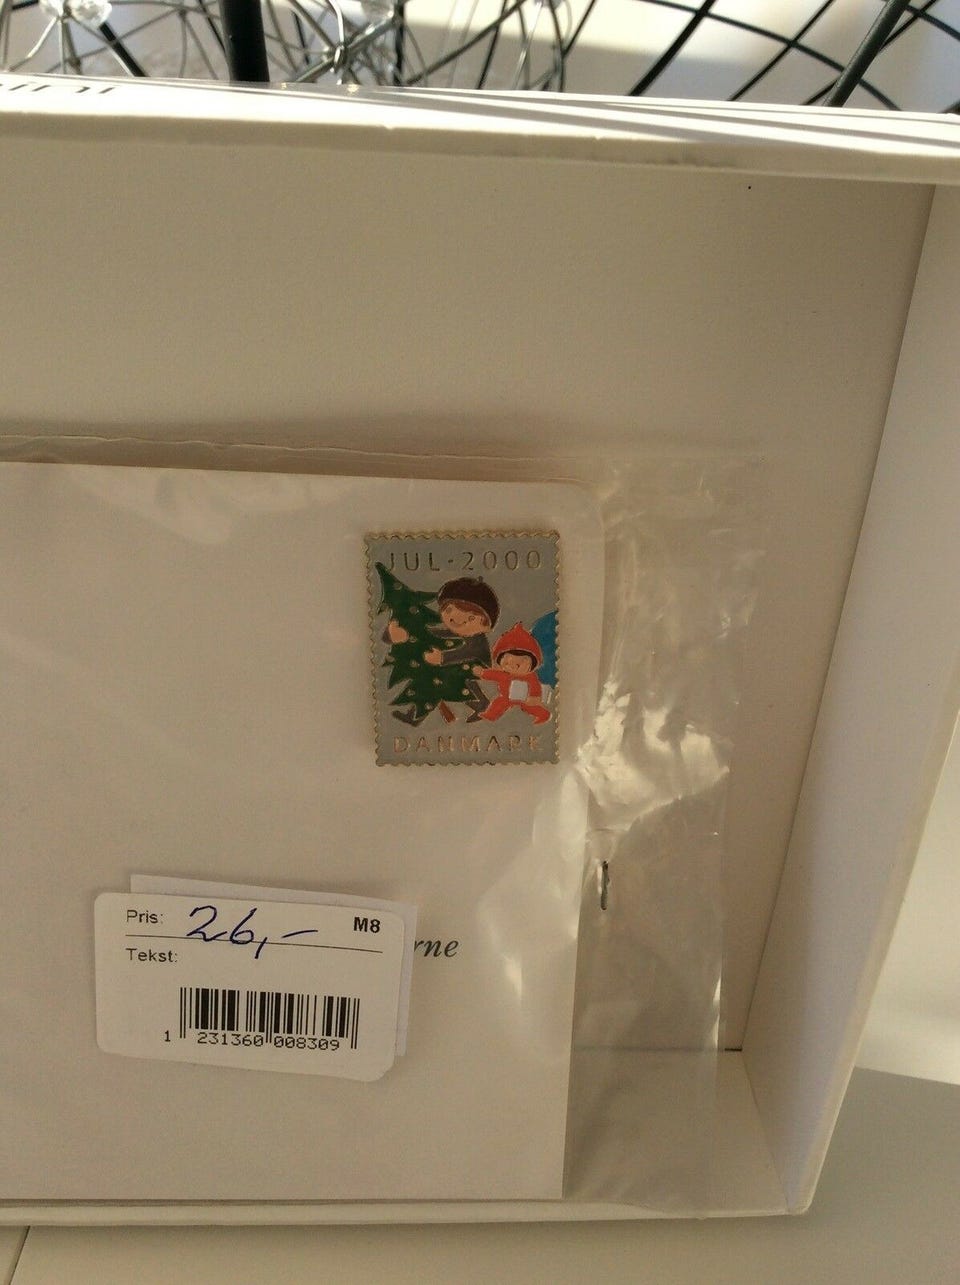 JUL-2000
DANMARK
Pris: 26,- M8
Tekst:
rne
1 231360 008309